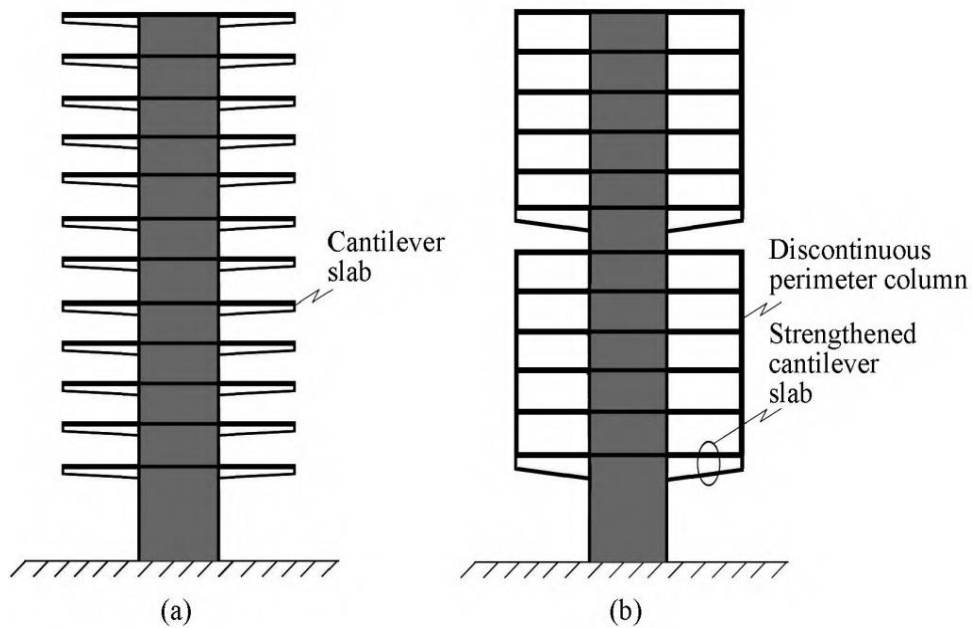 Cantilever
slab
Discontinuous
perimeter column
Strengthened
cantilever
slab
(a)
(b)